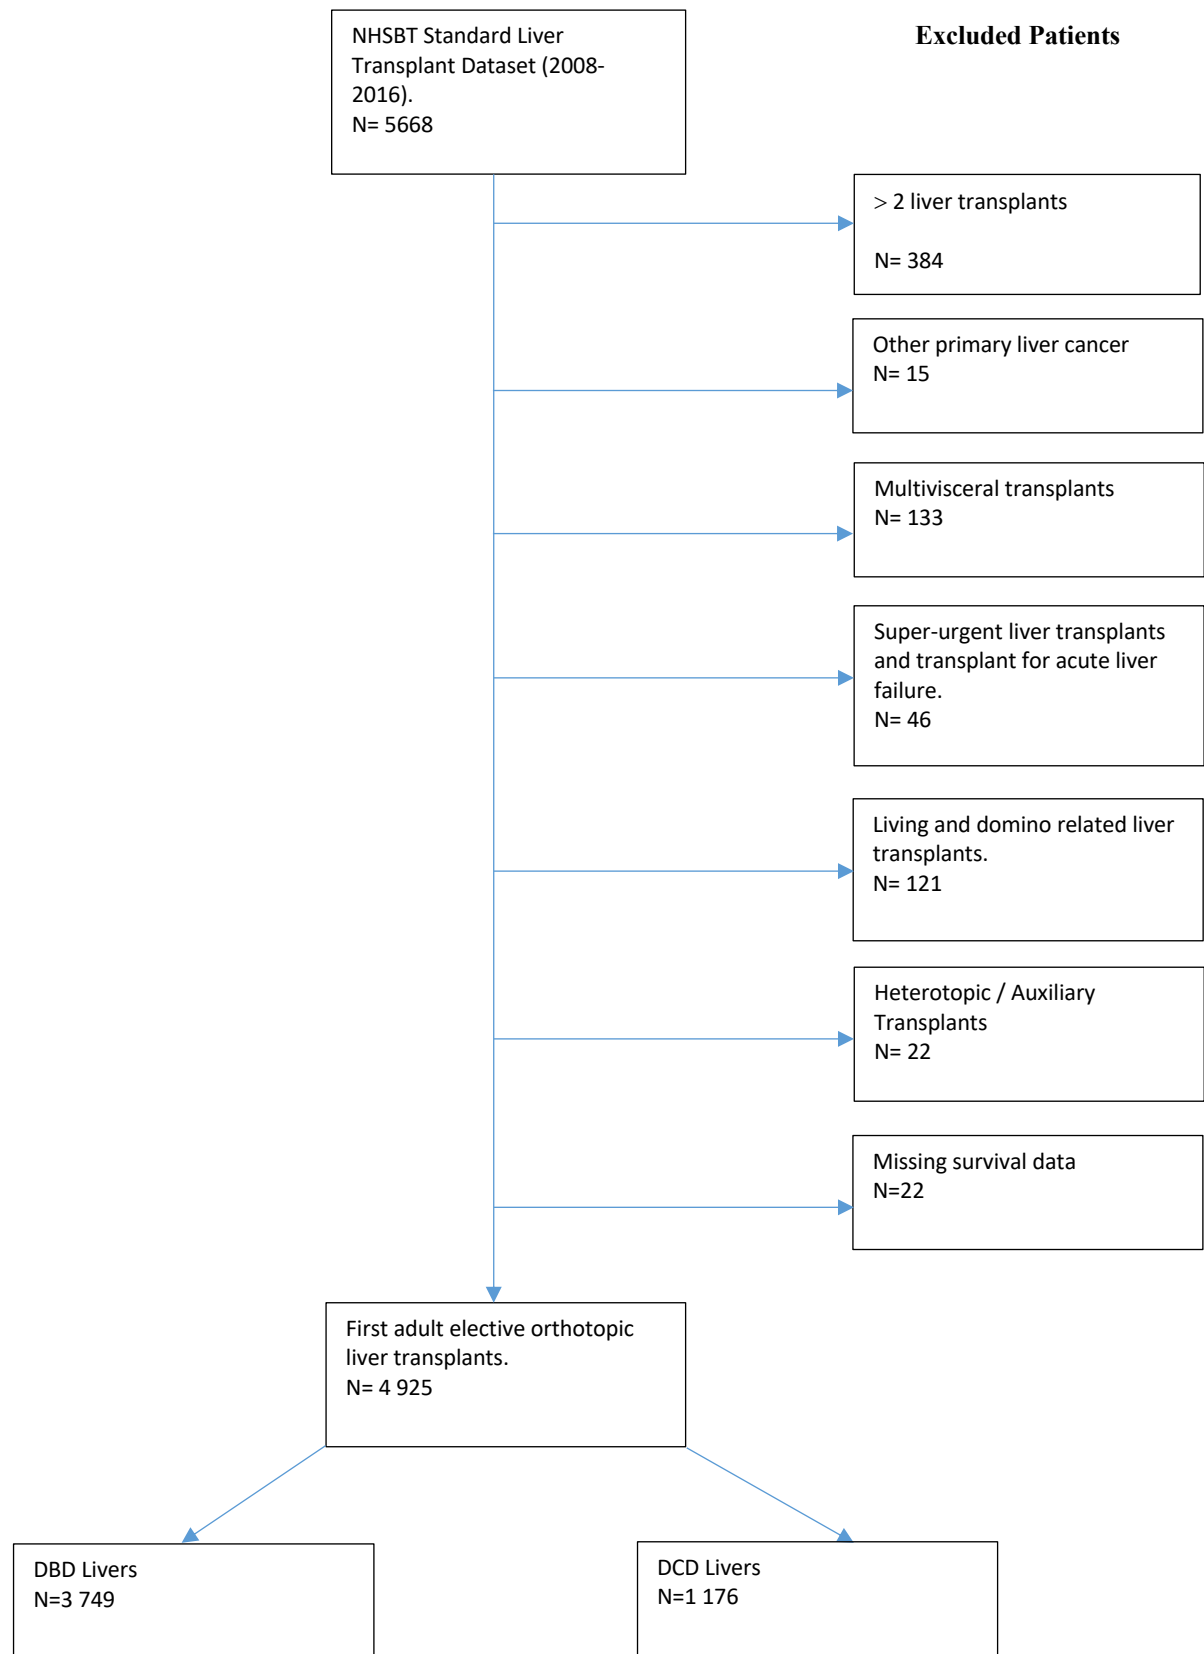 NHSBT Standard Liver
Transplant Dataset (2008-
2016).
N= 5668
Excluded Patients
> 2 liver transplants
N= 384
Other primary liver cancer
N= 15
Multivisceral transplants
N= 133
Super-urgent liver transplants
and transplant for acute liver
failure.
N= 46
Living and domino related liver
transplants.
N= 121
Heterotopic / Auxiliary
Transplants
N= 22
Missing survival data
N=22
First adult elective orthotopic
liver transplants.
N= 4 925
DBD Livers
N=3 749
DCD Livers
N=1 176